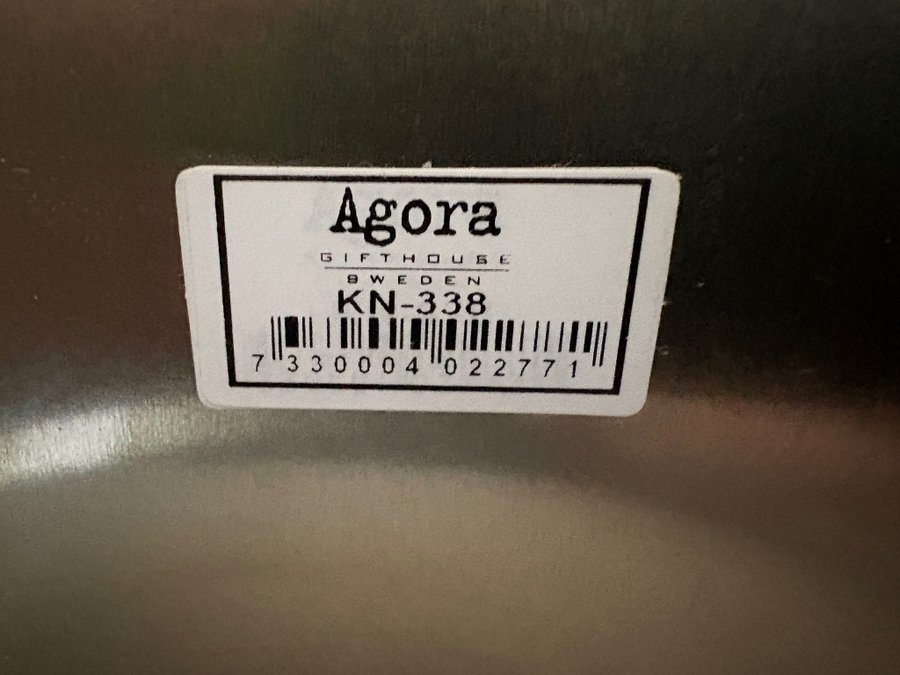 Agora
GIFTHOUSE
SWEDEN
KN-338
7 330004 022771